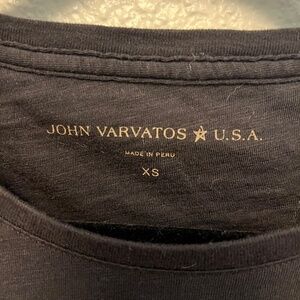 JOHN VARVATOS ★ U.S.A.
MADE IN PERU
XS